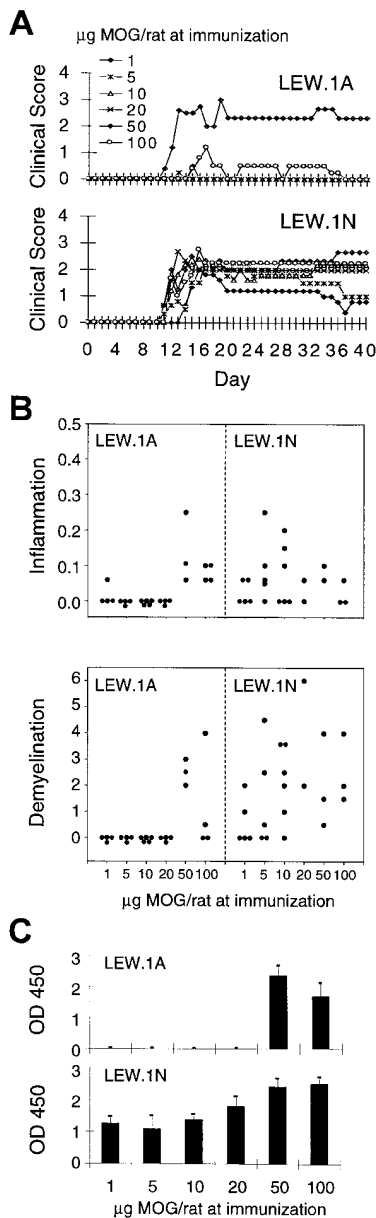 A
μg MOG/rat at immunization
1
5
10
20
50
100
LEW.1A
Clinical Score
4
3
2
1
0
LEW.1N
Clinical Score
4
3
2
1
0
0 4 8 12 16 20 24 28 32 36 40
Day
B
LEW.1A LEW.1N
Inflammation
0.5
0.4
0.3
0.2
0.1
0.0
LEW.1A LEW.1N
Demyelination
6
5
4
3
2
1
0
1 5 10 20 50 100 1 5 10 20 50 100
μg MOG/rat at immunization
C
LEW.1A
OD 450
3
2
1
0
LEW.1N
OD 450
3
2
1
0
1 5 10 20 50 100
μg MOG/rat at immunization